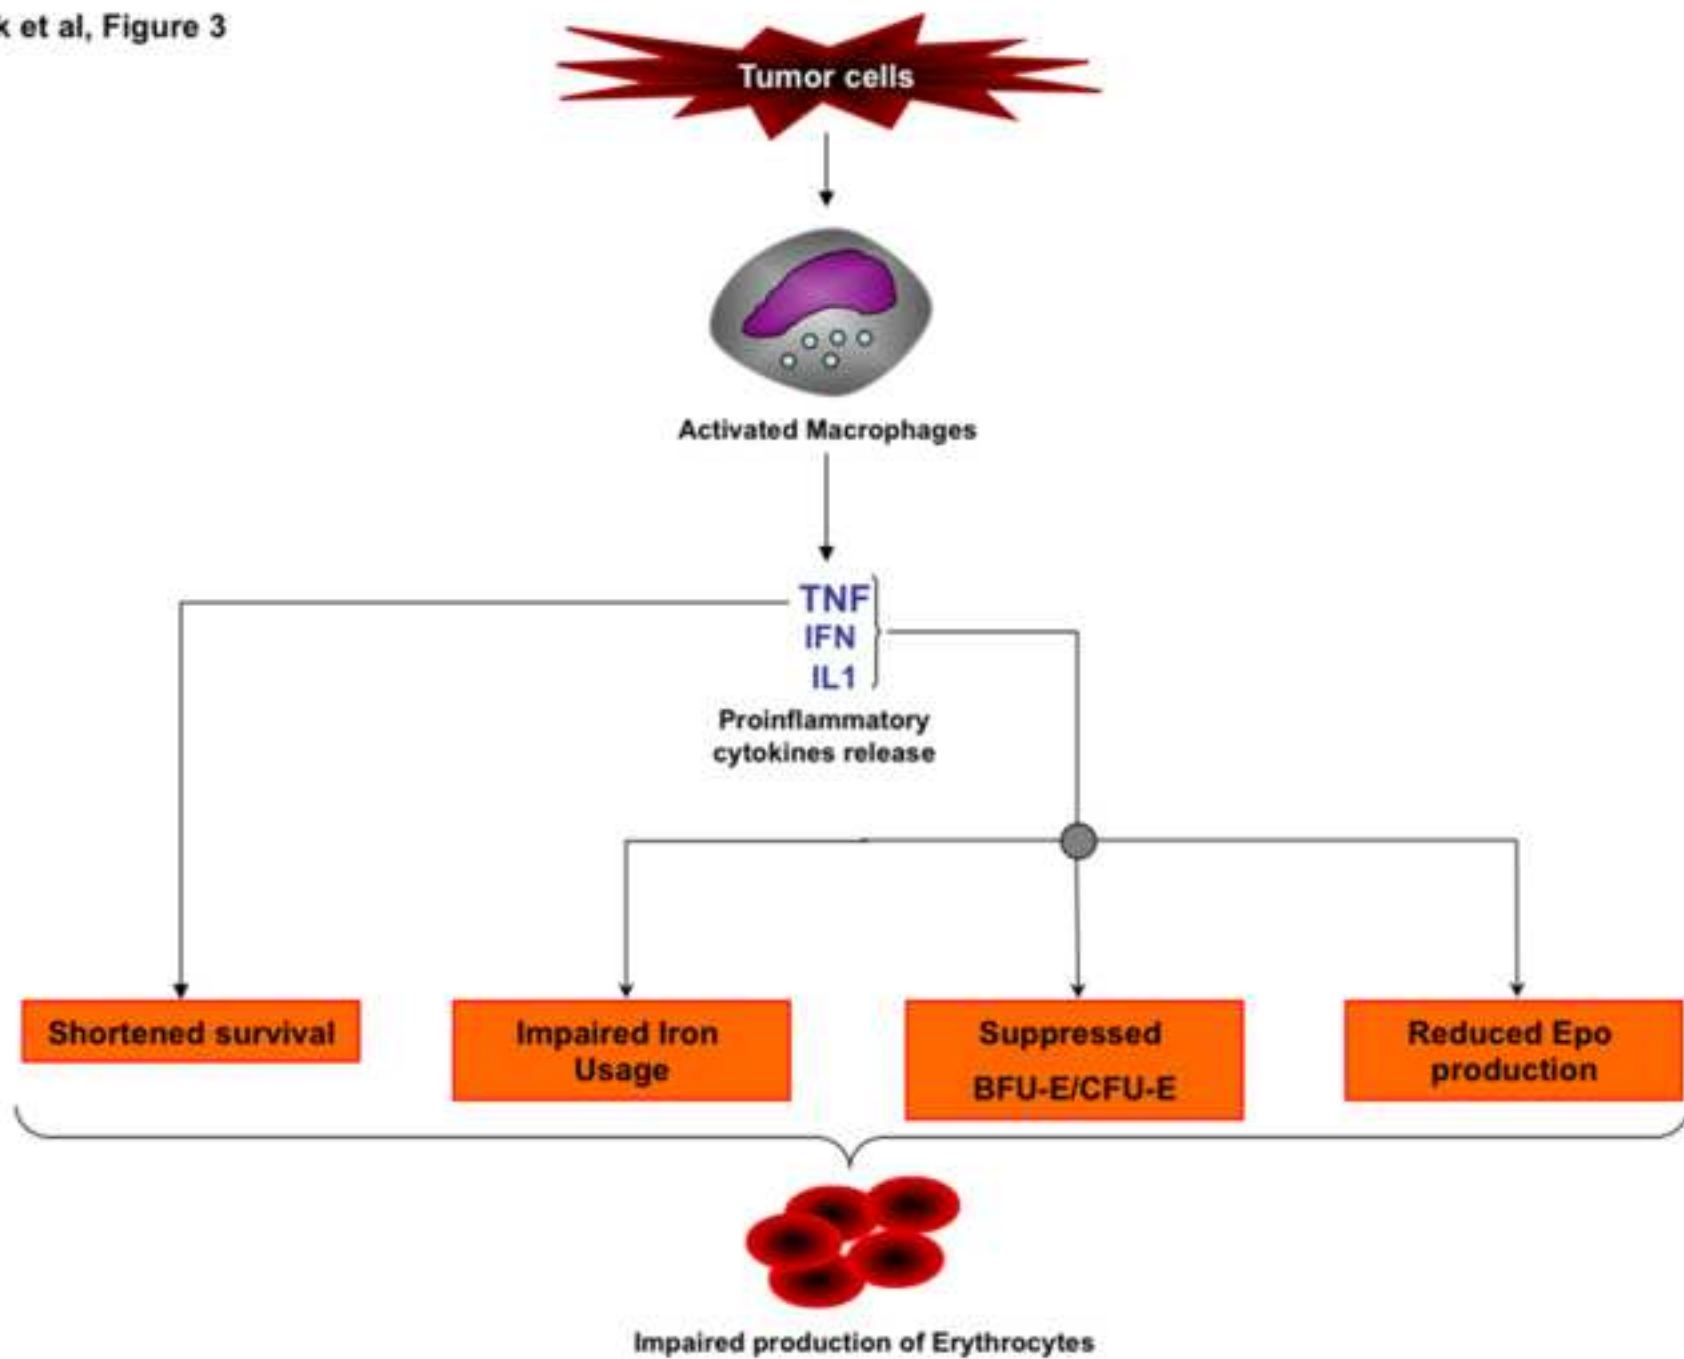 k et al, Figure 3
Tumor cells
Activated Macrophages
TNF
IFN
IL1
Proinflammatory
cytokines release
Shortened survival
Impaired Iron
Usage
Suppressed
BFU-E/CFU-E
Reduced Epo
production
Impaired production of Erythrocytes